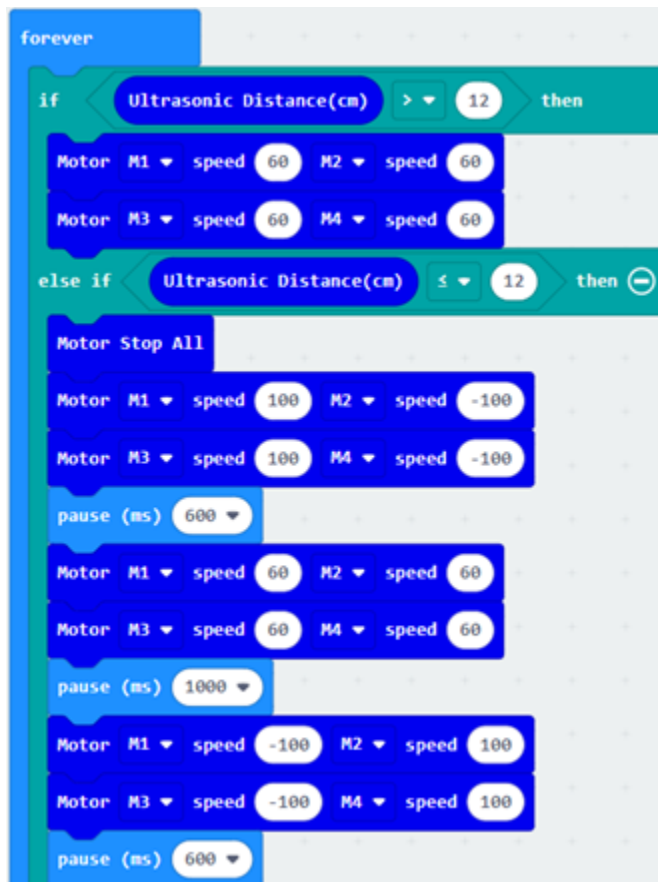 forever
if Ultrasonic Distance(cm) > 12 then
Motor M1 speed 60 M2 speed 60
Motor M3 speed 60 M4 speed 60
else if Ultrasonic Distance(cm) ≤ 12 then
Motor Stop All
Motor M1 speed 100 M2 speed -100
Motor M3 speed 100 M4 speed -100
pause (ms) 600
Motor M1 speed 60 M2 speed 60
Motor M3 speed 60 M4 speed 60
pause (ms) 1000
Motor M1 speed -100 M2 speed 100
Motor M3 speed -100 M4 speed 100
pause (ms) 600